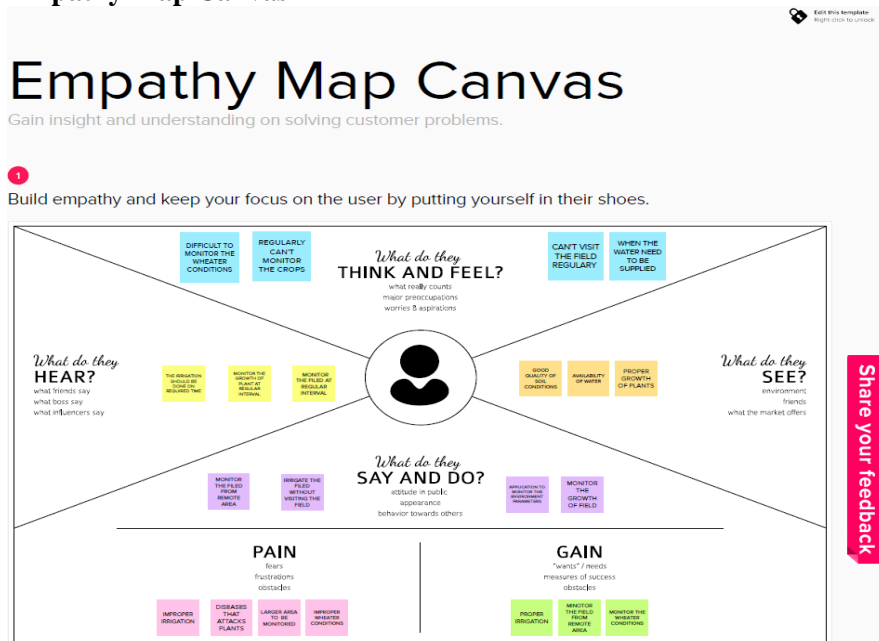 Empathy Map Canvas
Edit this template
Right click to unlock
Empathy Map Canvas
Gain insight and understanding on solving customer problems.
1
Build empathy and keep your focus on the user by putting yourself in their shoes.
DIFFICULT TO
MONITOR THE
WHEATER
CONDITIONS
REGULARLY
CAN'T
MONITOR
THE CROPS
What do they
THINK AND FEEL?
what really counts
major preoccupations
worries & aspirations
CAN'T VISIT
THE FIELD
REGULARY
WHEN THE
WATER NEED
TO BE
SUPPLIED
What do they
HEAR?
what friends say
what boss say
what influencers say
THE IRRIGATION
SHOULD BE
DONE ON
REQUIRED TIME
MONITOR THE
GROWTH OF
PLANT AT
REGULAR
INTERVAL
MONITOR
THE FILED AT
REGULAR
INTERVAL
GOOD
QUALITY OF
SOIL
CONDITIONS
AVAILABILITY
OF WATER
PROPER
GROWTH
OF PLANTS
What do they
SEE?
environment
friends
what the market offers
What do they
SAY AND DO?
attitude in public
appearance
behavior towards others
MONITOR
THE FILED
FROM
REMOTE
AREA
IRRIGATE THE
FILED
WITHOUT
VISITING THE
FIELD
APPLICATION TO
MONITOR THE
ENVIRONMENT
PARAMETERS
MONITOR
THE
GROWTH
OF FIELD
PAIN
fears
frustrations
obstacles
IMPROPER
IRRIGATION
DISEASES
THAT
ATTACKS
PLANTS
LARGER AREA
TO BE
MONITORED
IMPROPER
WHEATER
CONDITIONS
GAIN
"wants" / needs
measures of success
obstacles
PROPER
IRRIGATION
MINOTOR
THE FIELD
FROM
REMOTE
AREA
MONITOR THE
WHEATER
CONDITIONS
Share your feedback